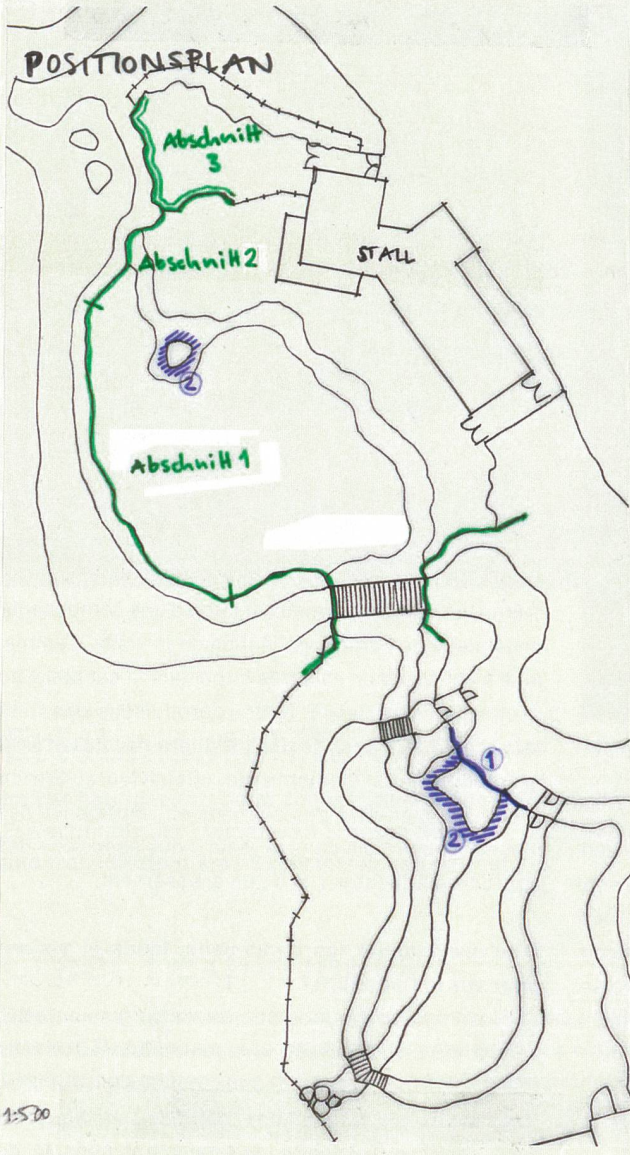 POSITIONSPLAN
Abschnitt
3
Abschnitt 2
STALL
2
Abschnitt 1
1
2
1:500